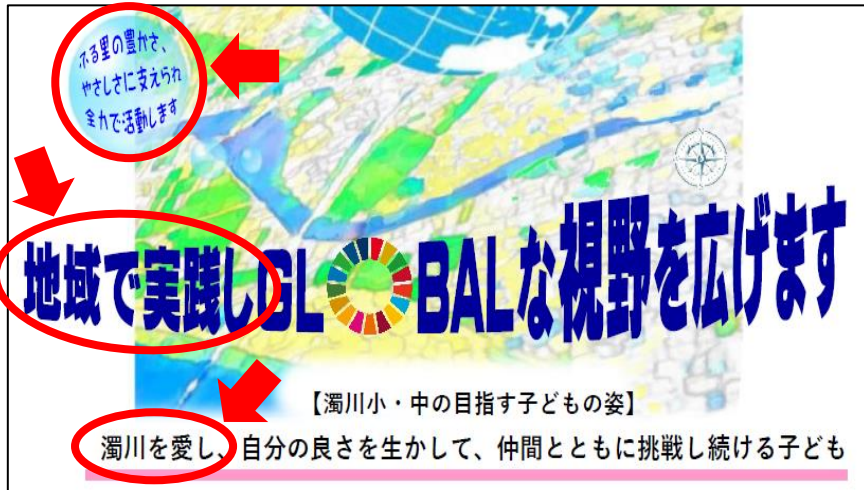 ふる里の豊かさ、
やさしさに支えられ
全力で活動します
地域で実践しGLOBALな視野を広げます
【濁川小・中の目指す子どもの姿】
濁川を愛し、自分の良さを生かして、仲間とともに挑戦し続ける子ども